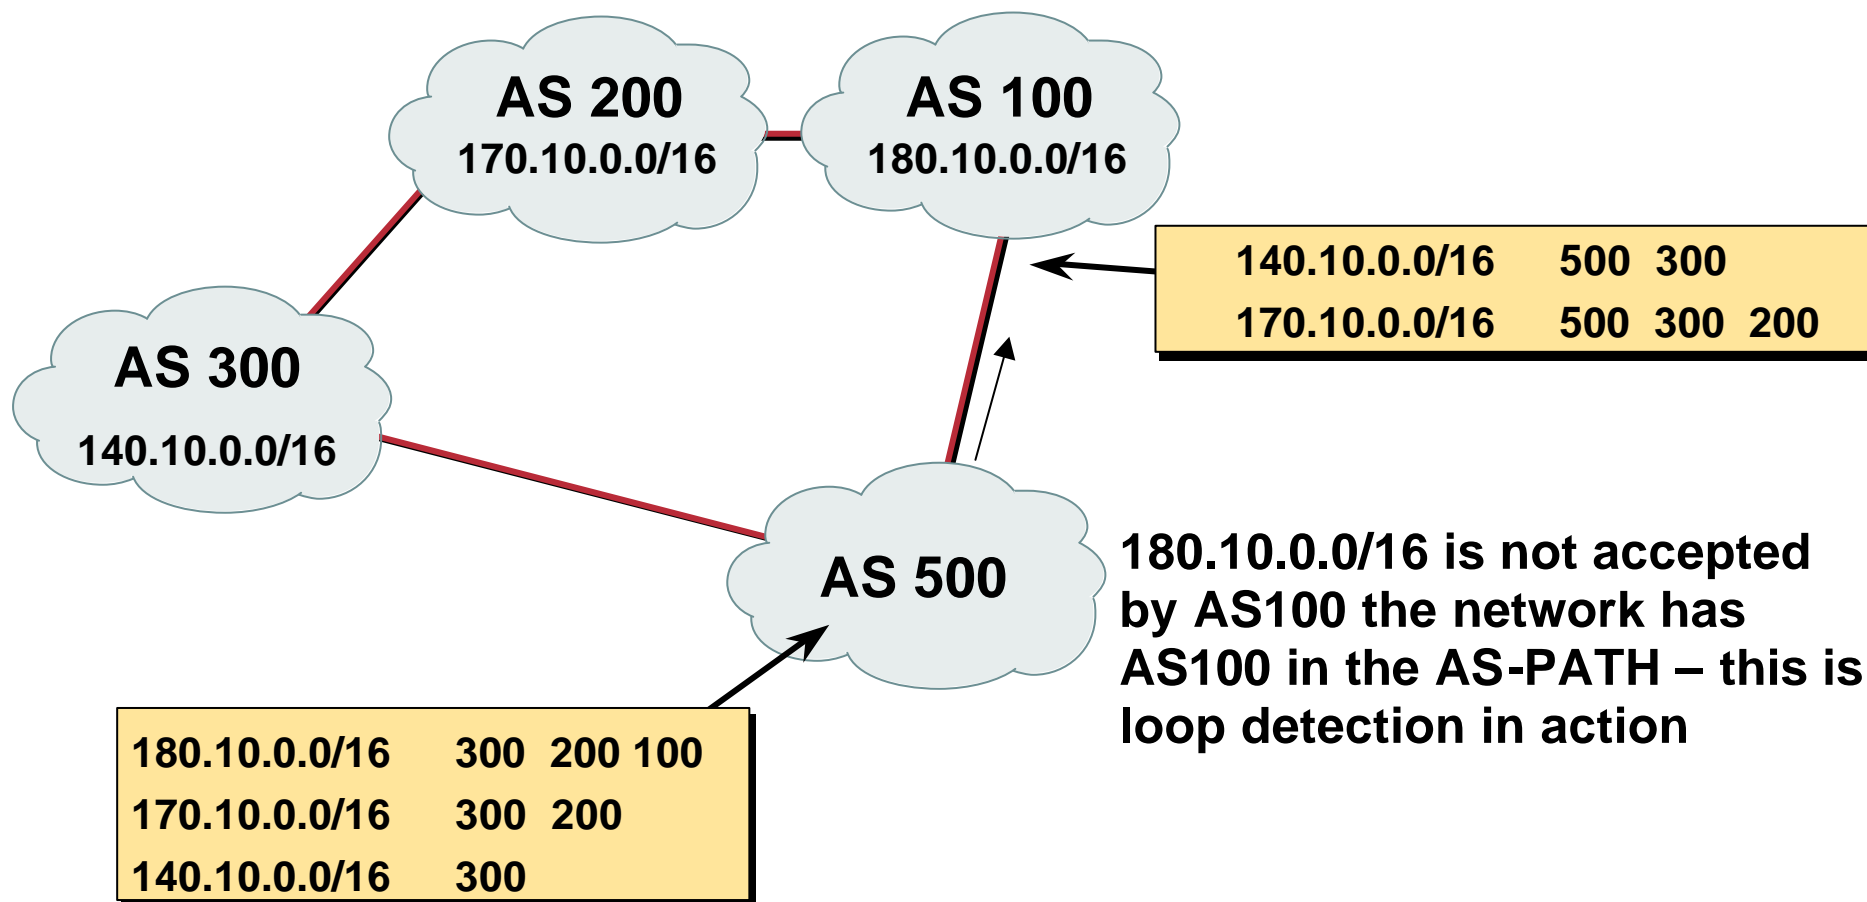 AS 200
170.10.0.0/16
AS 100
180.10.0.0/16
140.10.0.0/16 500 300
170.10.0.0/16 500 300 200
AS 300
140.10.0.0/16
AS 500
180.10.0.0/16 is not accepted
by AS100 the network has
AS100 in the AS-PATH – this is
loop detection in action
180.10.0.0/16 300 200 100
170.10.0.0/16 300 200
140.10.0.0/16 300